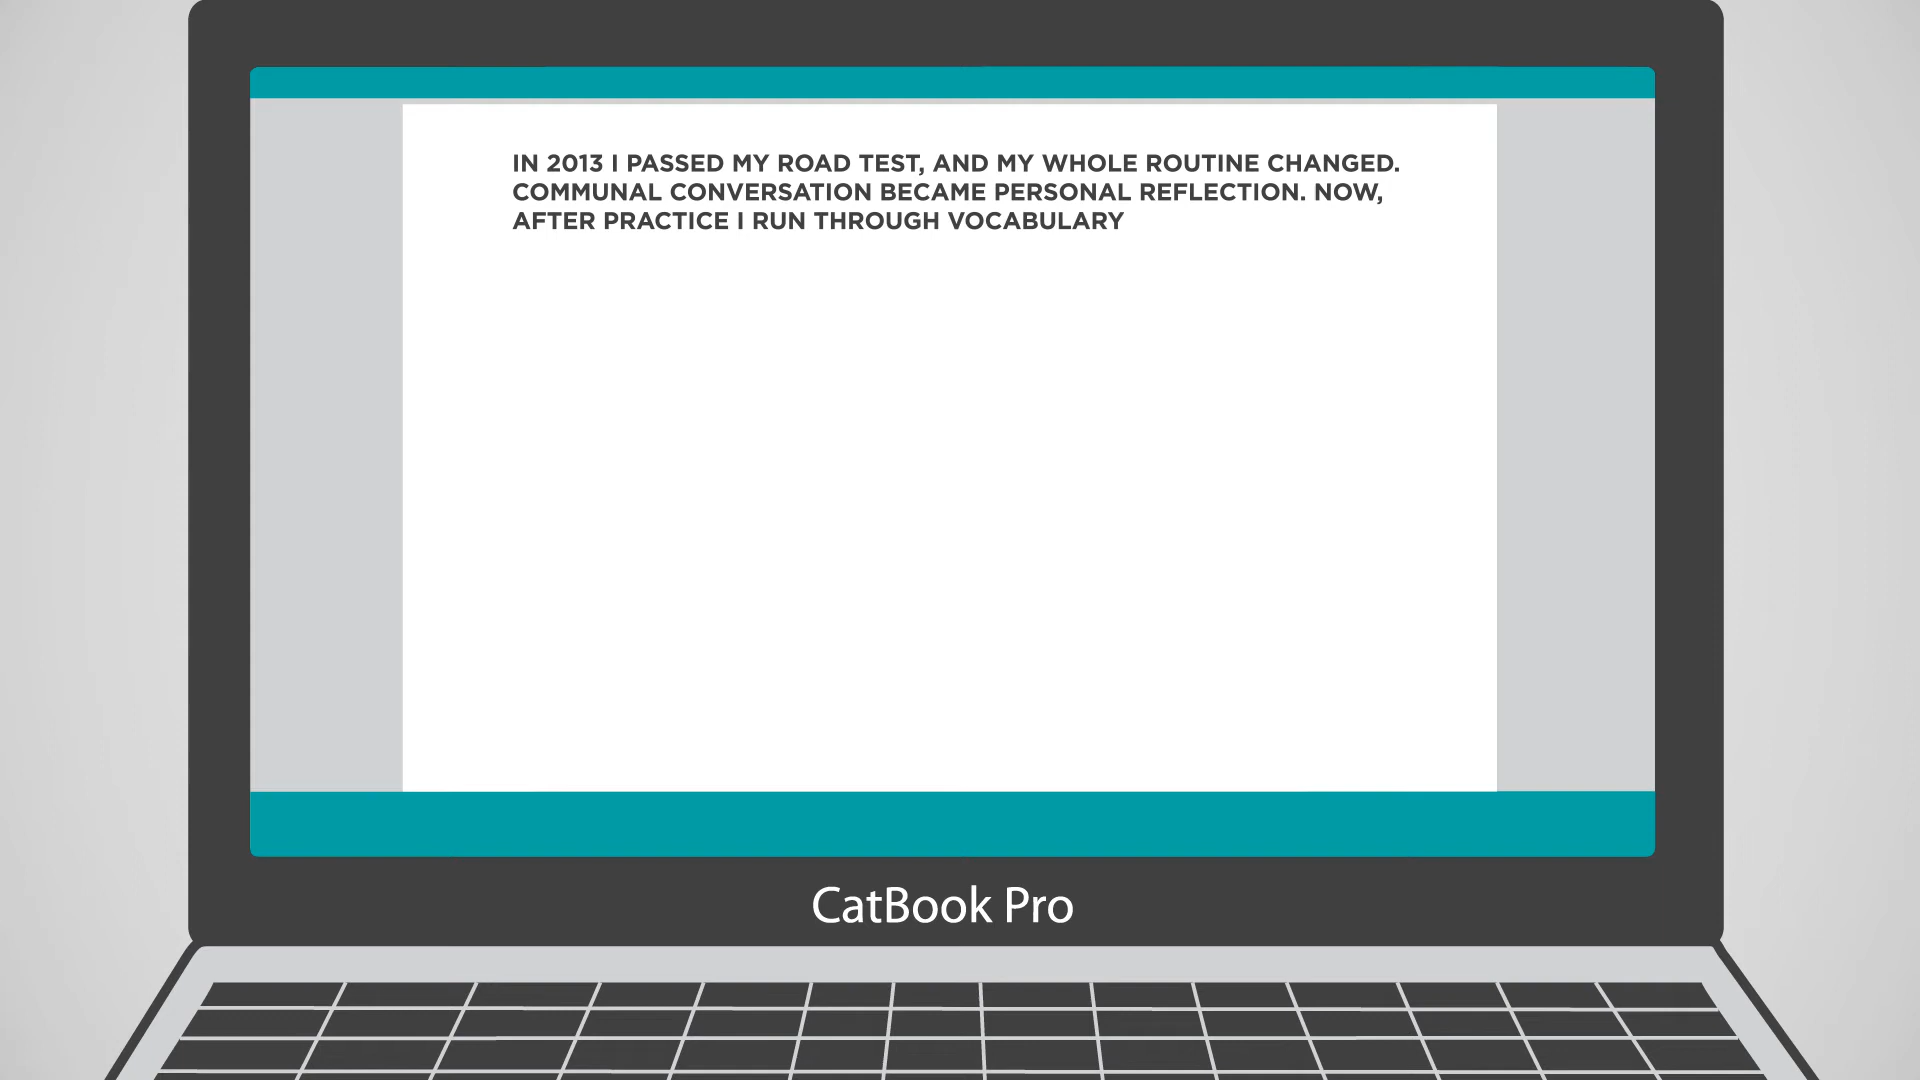 IN 2013 I PASSED MY ROAD TEST, AND MY WHOLE ROUTINE CHANGED.
COMMUNAL CONVERSATION BECAME PERSONAL REFLECTION. NOW,
AFTER PRACTICE I RUN THROUGH VOCABULARY
CatBook Pro